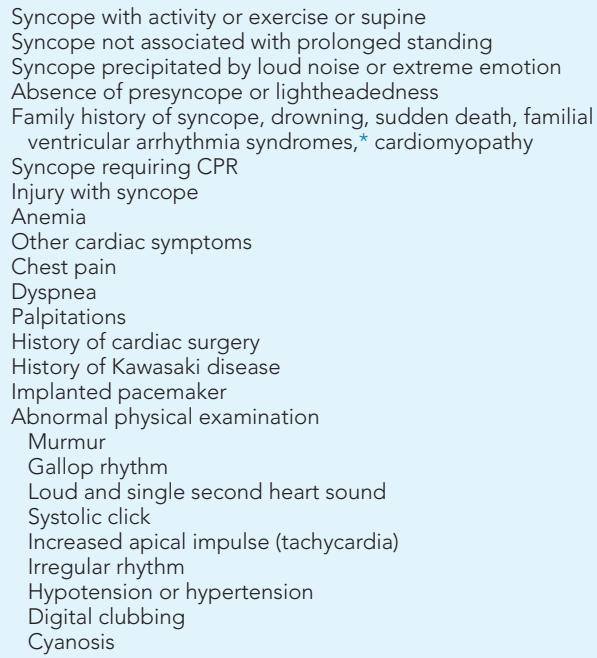 Syncope with activity or exercise or supine
Syncope not associated with prolonged standing
Syncope precipitated by loud noise or extreme emotion
Absence of presyncope or lightheadedness
Family history of syncope, drowning, sudden death, familial
ventricular arrhythmia syndromes,* cardiomyopathy
Syncope requiring CPR
Injury with syncope
Anemia
Other cardiac symptoms
Chest pain
Dyspnea
Palpitations
History of cardiac surgery
History of Kawasaki disease
Implanted pacemaker
Abnormal physical examination
Murmur
Gallop rhythm
Loud and single second heart sound
Systolic click
Increased apical impulse (tachycardia)
Irregular rhythm
Hypotension or hypertension
Digital clubbing
Cyanosis